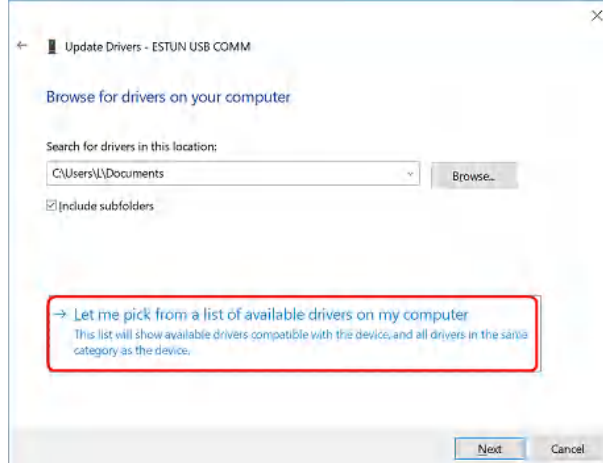 Update Drivers - ESTUN USB COMM
Browse for drivers on your computer
Search for drivers in this location:
C:\Users\L\Documents
Browse...
Include subfolders
→ Let me pick from a list of available drivers on my computer
This list will show available drivers compatible with the device, and all drivers in the same
category as the device.
Next
Cancel